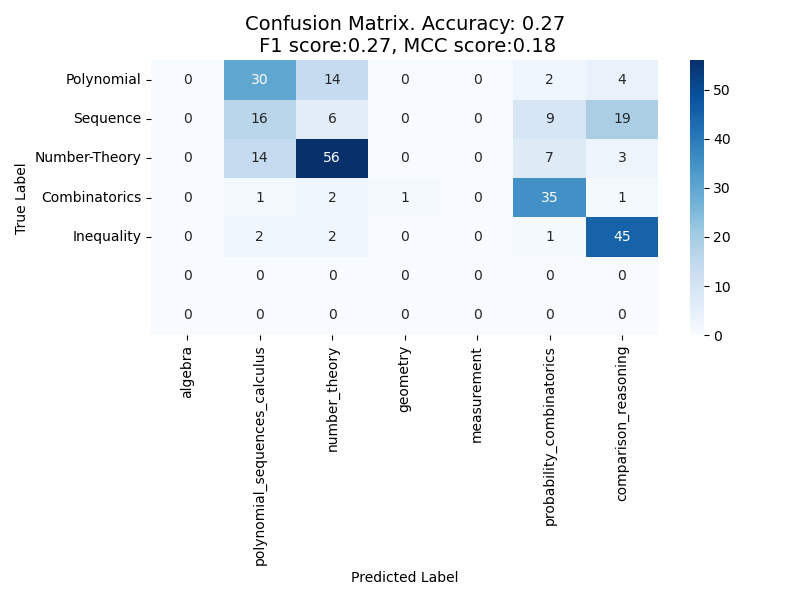 Confusion Matrix. Accuracy: 0.27
F1 score:0.27, MCC score:0.18
True Label
Polynomial 0 30 14 0 0 2 4
Sequence 0 16 6 0 0 9 19
Number-Theory 0 14 56 0 0 7 3
Combinatorics 0 1 2 1 0 35 1
Inequality 0 2 2 0 0 1 45
0 0 0 0 0 0 0
0 0 0 0 0 0 0
algebra
polynomial_sequences_calculus
number_theory
geometry
measurement
probability_combinatorics
comparison_reasoning
Predicted Label
50
40
30
20
10
0